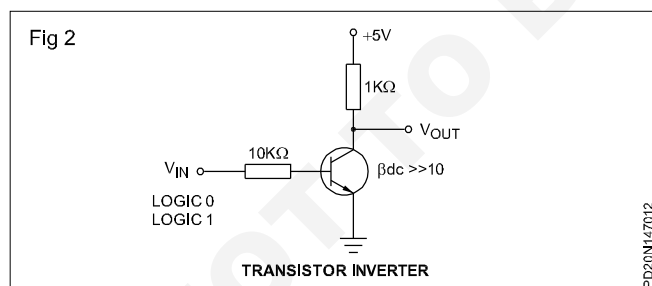 Fig 2
+5V
1KΩ
VOUT
10KΩ
VIN
βdc >>10
LOGIC 0
LOGIC 1
TRANSISTOR INVERTER
PD20N147012